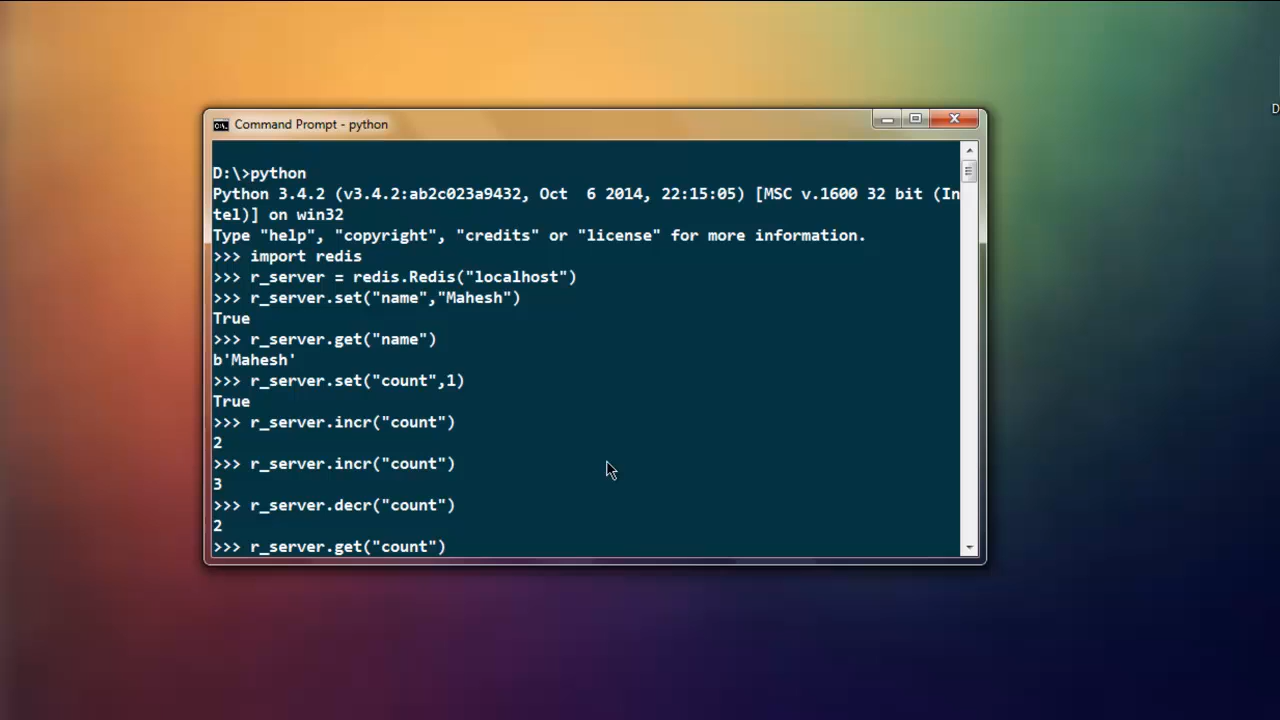 D
Command Prompt - python
D:\>python
Python 3.4.2 (v3.4.2:ab2c023a9432, Oct  6 2014, 22:15:05) [MSC v.1600 32 bit (In
tel)] on win32
Type "help", "copyright", "credits" or "license" for more information.
>>> import redis
>>> r_server = redis.Redis("localhost")
>>> r_server.set("name","Mahesh")
True
>>> r_server.get("name")
b'Mahesh'
>>> r_server.set("count",1)
True
>>> r_server.incr("count")
2
>>> r_server.incr("count")
3
>>> r_server.decr("count")
2
>>> r_server.get("count")